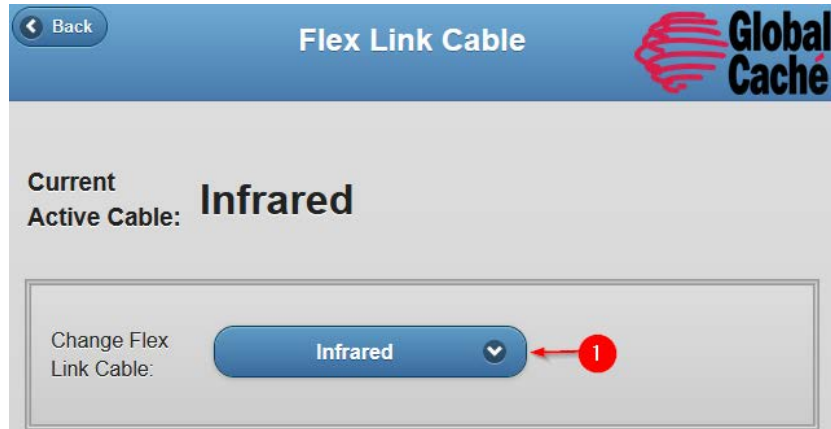 Back
Flex Link Cable
Global
Caché
Current
Active Cable:
Infrared
Change Flex
Link Cable:
Infrared
1